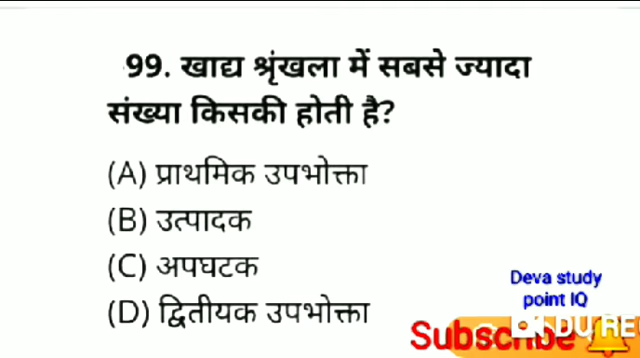 99. खाद्य श्रृंखला में सबसे ज्यादा
संख्या किसकी होती है?
(A) प्राथमिक उपभोक्ता
(B) उत्पादक
(C) अपघटक
(D) द्वितीयक उपभोक्ता
Deva study
point IQ
Subscribe